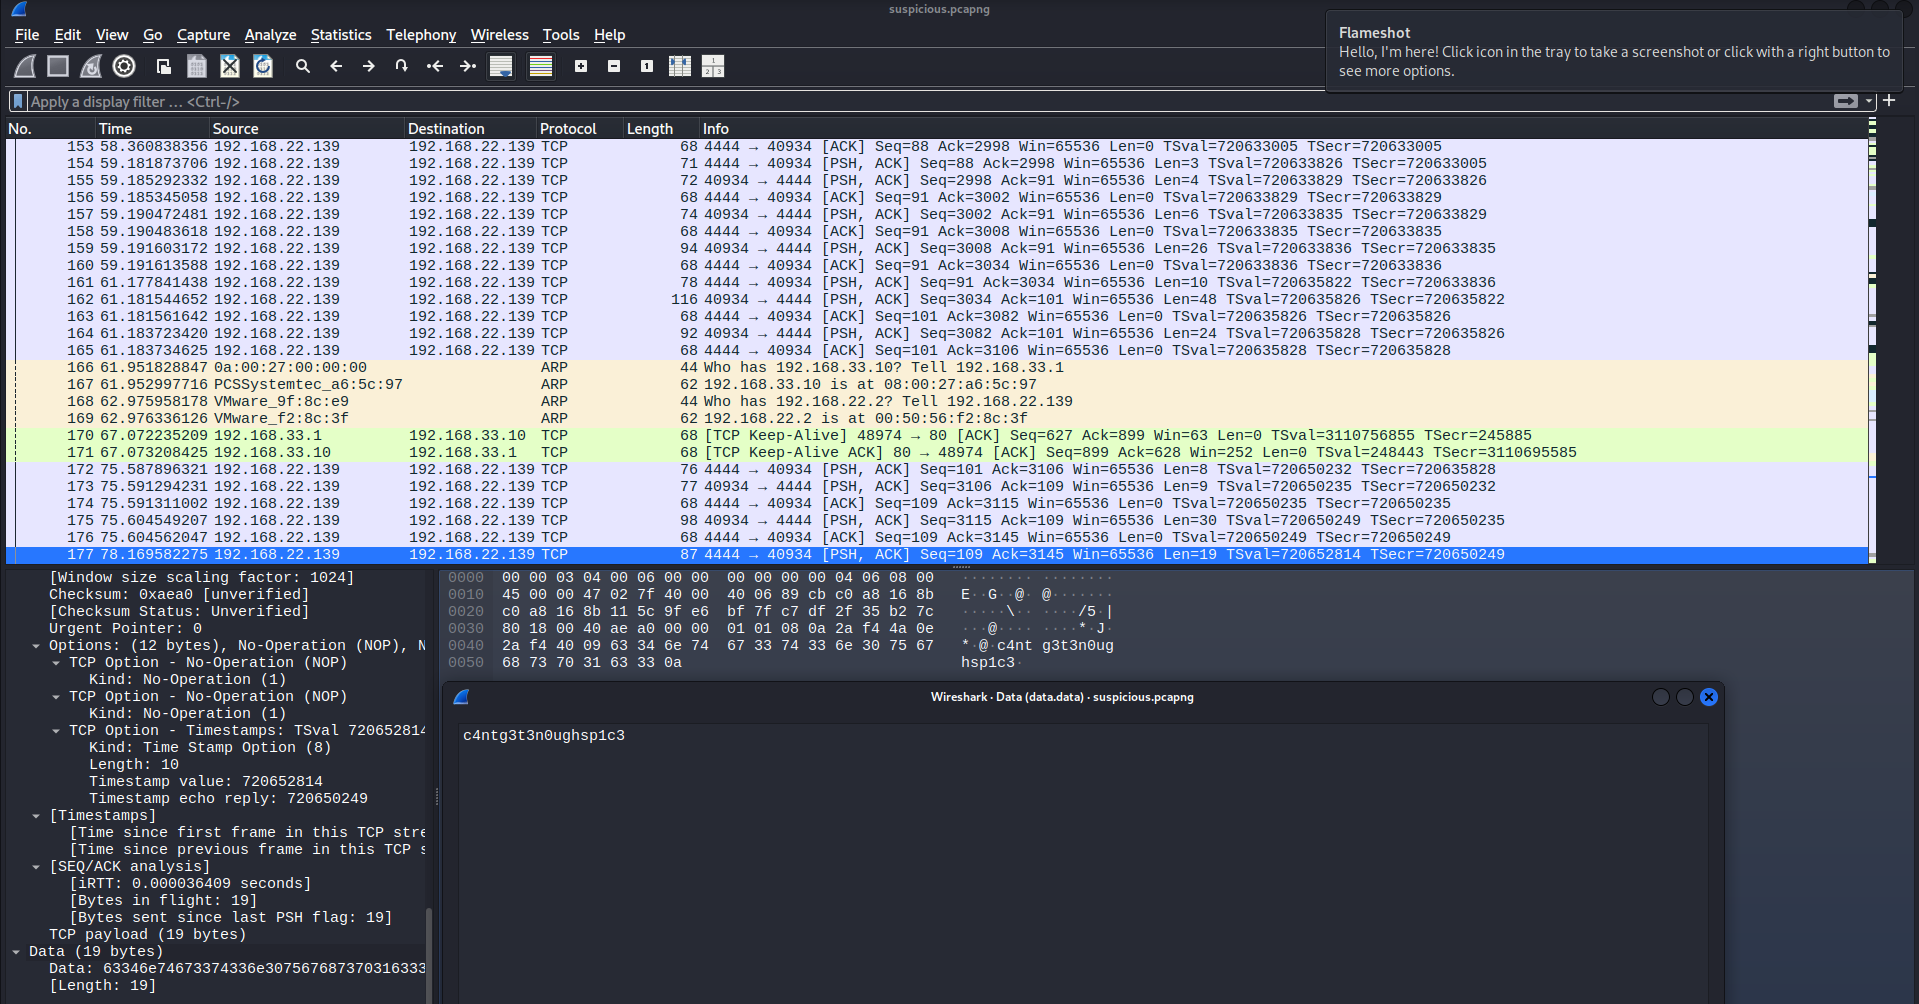 suspicious.pcapng
File Edit View Go Capture Analyze Statistics Telephony Wireless Tools Help
Flameshot
Hello, I'm here! Click icon in the tray to take a screenshot or click with a right button to
see more options.
Apply a display filter … <Ctrl-/>
No. Time Source Destination Protocol Length Info
153 58.360838356 192.168.22.139 192.168.22.139 TCP 68 4444 → 40934 [ACK] Seq=88 Ack=2998 Win=65536 Len=0 TSval=720633005 TSecr=720633005
154 59.181873706 192.168.22.139 192.168.22.139 TCP 71 4444 → 40934 [PSH, ACK] Seq=88 Ack=2998 Win=65536 Len=3 TSval=720633826 TSecr=720633005
155 59.185292332 192.168.22.139 192.168.22.139 TCP 72 40934 → 4444 [PSH, ACK] Seq=2998 Ack=91 Win=65536 Len=4 TSval=720633829 TSecr=720633826
156 59.185345058 192.168.22.139 192.168.22.139 TCP 68 4444 → 40934 [ACK] Seq=91 Ack=3002 Win=65536 Len=0 TSval=720633829 TSecr=720633829
157 59.190472481 192.168.22.139 192.168.22.139 TCP 74 40934 → 4444 [PSH, ACK] Seq=3002 Ack=91 Win=65536 Len=6 TSval=720633835 TSecr=720633829
158 59.190483618 192.168.22.139 192.168.22.139 TCP 68 4444 → 40934 [ACK] Seq=91 Ack=3008 Win=65536 Len=0 TSval=720633835 TSecr=720633835
159 59.191603172 192.168.22.139 192.168.22.139 TCP 94 40934 → 4444 [PSH, ACK] Seq=3008 Ack=91 Win=65536 Len=26 TSval=720633836 TSecr=720633835
160 59.191613588 192.168.22.139 192.168.22.139 TCP 68 4444 → 40934 [ACK] Seq=91 Ack=3034 Win=65536 Len=0 TSval=720633836 TSecr=720633836
161 61.177841438 192.168.22.139 192.168.22.139 TCP 78 4444 → 40934 [PSH, ACK] Seq=91 Ack=3034 Win=65536 Len=10 TSval=720635822 TSecr=720633836
162 61.181544652 192.168.22.139 192.168.22.139 TCP 116 40934 → 4444 [PSH, ACK] Seq=3034 Ack=101 Win=65536 Len=48 TSval=720635826 TSecr=720635822
163 61.181561642 192.168.22.139 192.168.22.139 TCP 68 4444 → 40934 [ACK] Seq=101 Ack=3082 Win=65536 Len=0 TSval=720635826 TSecr=720635826
164 61.183723420 192.168.22.139 192.168.22.139 TCP 92 40934 → 4444 [PSH, ACK] Seq=3082 Ack=101 Win=65536 Len=24 TSval=720635828 TSecr=720635826
165 61.183734625 192.168.22.139 192.168.22.139 TCP 68 4444 → 40934 [ACK] Seq=101 Ack=3106 Win=65536 Len=0 TSval=720635828 TSecr=720635828
166 61.951828847 0a:00:27:00:00:00 ARP 44 Who has 192.168.33.10? Tell 192.168.33.1
167 61.952997716 PCSSystemtec_a6:5c:97 ARP 62 192.168.33.10 is at 08:00:27:a6:5c:97
168 62.975958178 VMware_9f:8c:e9 ARP 44 Who has 192.168.22.2? Tell 192.168.22.139
169 62.976336126 VMware_f2:8c:3f ARP 62 192.168.22.2 is at 00:50:56:f2:8c:3f
170 67.072235209 192.168.33.1 192.168.33.10 TCP 68 [TCP Keep-Alive] 48974 → 80 [ACK] Seq=627 Ack=899 Win=63 Len=0 TSval=3110756855 TSecr=245885
171 67.073208425 192.168.33.10 192.168.33.1 TCP 68 [TCP Keep-Alive ACK] 80 → 48974 [ACK] Seq=899 Ack=628 Win=252 Len=0 TSval=248443 TSecr=3110695585
172 75.587896321 192.168.22.139 192.168.22.139 TCP 76 4444 → 40934 [PSH, ACK] Seq=101 Ack=3106 Win=65536 Len=8 TSval=720650232 TSecr=720635828
173 75.591294231 192.168.22.139 192.168.22.139 TCP 77 40934 → 4444 [PSH, ACK] Seq=3106 Ack=109 Win=65536 Len=9 TSval=720650235 TSecr=720650232
174 75.591311002 192.168.22.139 192.168.22.139 TCP 68 4444 → 40934 [ACK] Seq=109 Ack=3115 Win=65536 Len=0 TSval=720650235 TSecr=720650235
175 75.604549207 192.168.22.139 192.168.22.139 TCP 98 40934 → 4444 [PSH, ACK] Seq=3115 Ack=109 Win=65536 Len=30 TSval=720650249 TSecr=720650235
176 75.604562047 192.168.22.139 192.168.22.139 TCP 68 4444 → 40934 [ACK] Seq=109 Ack=3145 Win=65536 Len=0 TSval=720650249 TSecr=720650249
177 78.169582275 192.168.22.139 192.168.22.139 TCP 87 4444 → 40934 [PSH, ACK] Seq=109 Ack=3145 Win=65536 Len=19 TSval=720652814 TSecr=720650249
[Window size scaling factor: 1024]
Checksum: 0xaea0 [unverified]
[Checksum Status: Unverified]
Urgent Pointer: 0
Options: (12 bytes), No-Operation (NOP), N
TCP Option - No-Operation (NOP)
Kind: No-Operation (1)
TCP Option - No-Operation (NOP)
Kind: No-Operation (1)
TCP Option - Timestamps: TSval 720652814
Kind: Time Stamp Option (8)
Length: 10
Timestamp value: 720652814
Timestamp echo reply: 720650249
[Timestamps]
[Time since first frame in this TCP stre
[Time since previous frame in this TCP s
[SEQ/ACK analysis]
[iRTT: 0.000036409 seconds]
[Bytes in flight: 19]
[Bytes sent since last PSH flag: 19]
TCP payload (19 bytes)
Data (19 bytes)
Data: 63346e74673374336e307567687370316333
[Length: 19]
0000 00 00 03 04 00 06 00 00 00 00 00 00 04 06 08 00 ········ ········
0010 45 00 00 47 02 7f 40 00 40 06 89 cb c0 a8 16 8b E··G··@· @·······
0020 c0 a8 16 8b 11 5c 9f e6 bf 7f c7 df 2f 35 b2 7c ·····\·· ····/5·|
0030 80 18 00 40 ae a0 00 00 01 01 08 0a 2a f4 4a 0e ···@···· ····*·J·
0040 2a f4 40 09 63 34 6e 74 67 33 74 33 6e 30 75 67 *·@·c4nt g3t3n0ug
0050 68 73 70 31 63 33 0a hsp1c3·
Wireshark · Data (data.data) · suspicious.pcapng
c4ntg3t3n0ughsp1c3